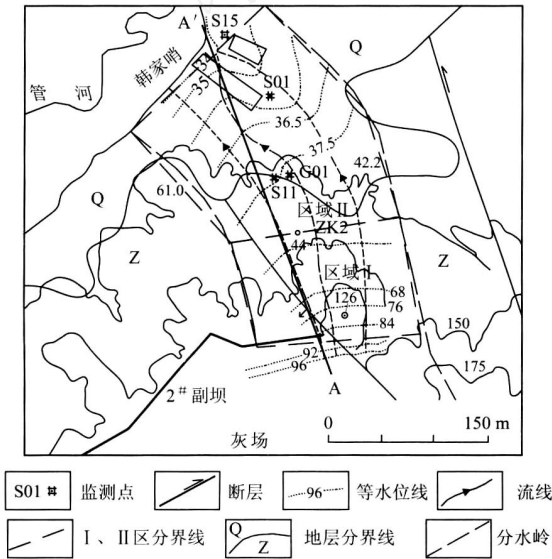 A′
S15
Q
管 河
韩家哨
34
35
S01
36.5
37.5
42.2
G01
S11
61.0
Q
区域Ⅱ
ZK2
44
Z
Z
区域Ⅰ
126
68
76
84
150
92
96
175
2# 副坝
A
灰场
0 150 m
S01 监测点 断层 96 等水位线 流线
Ⅰ、Ⅱ区分界线 Q Z 地层分界线 分水岭